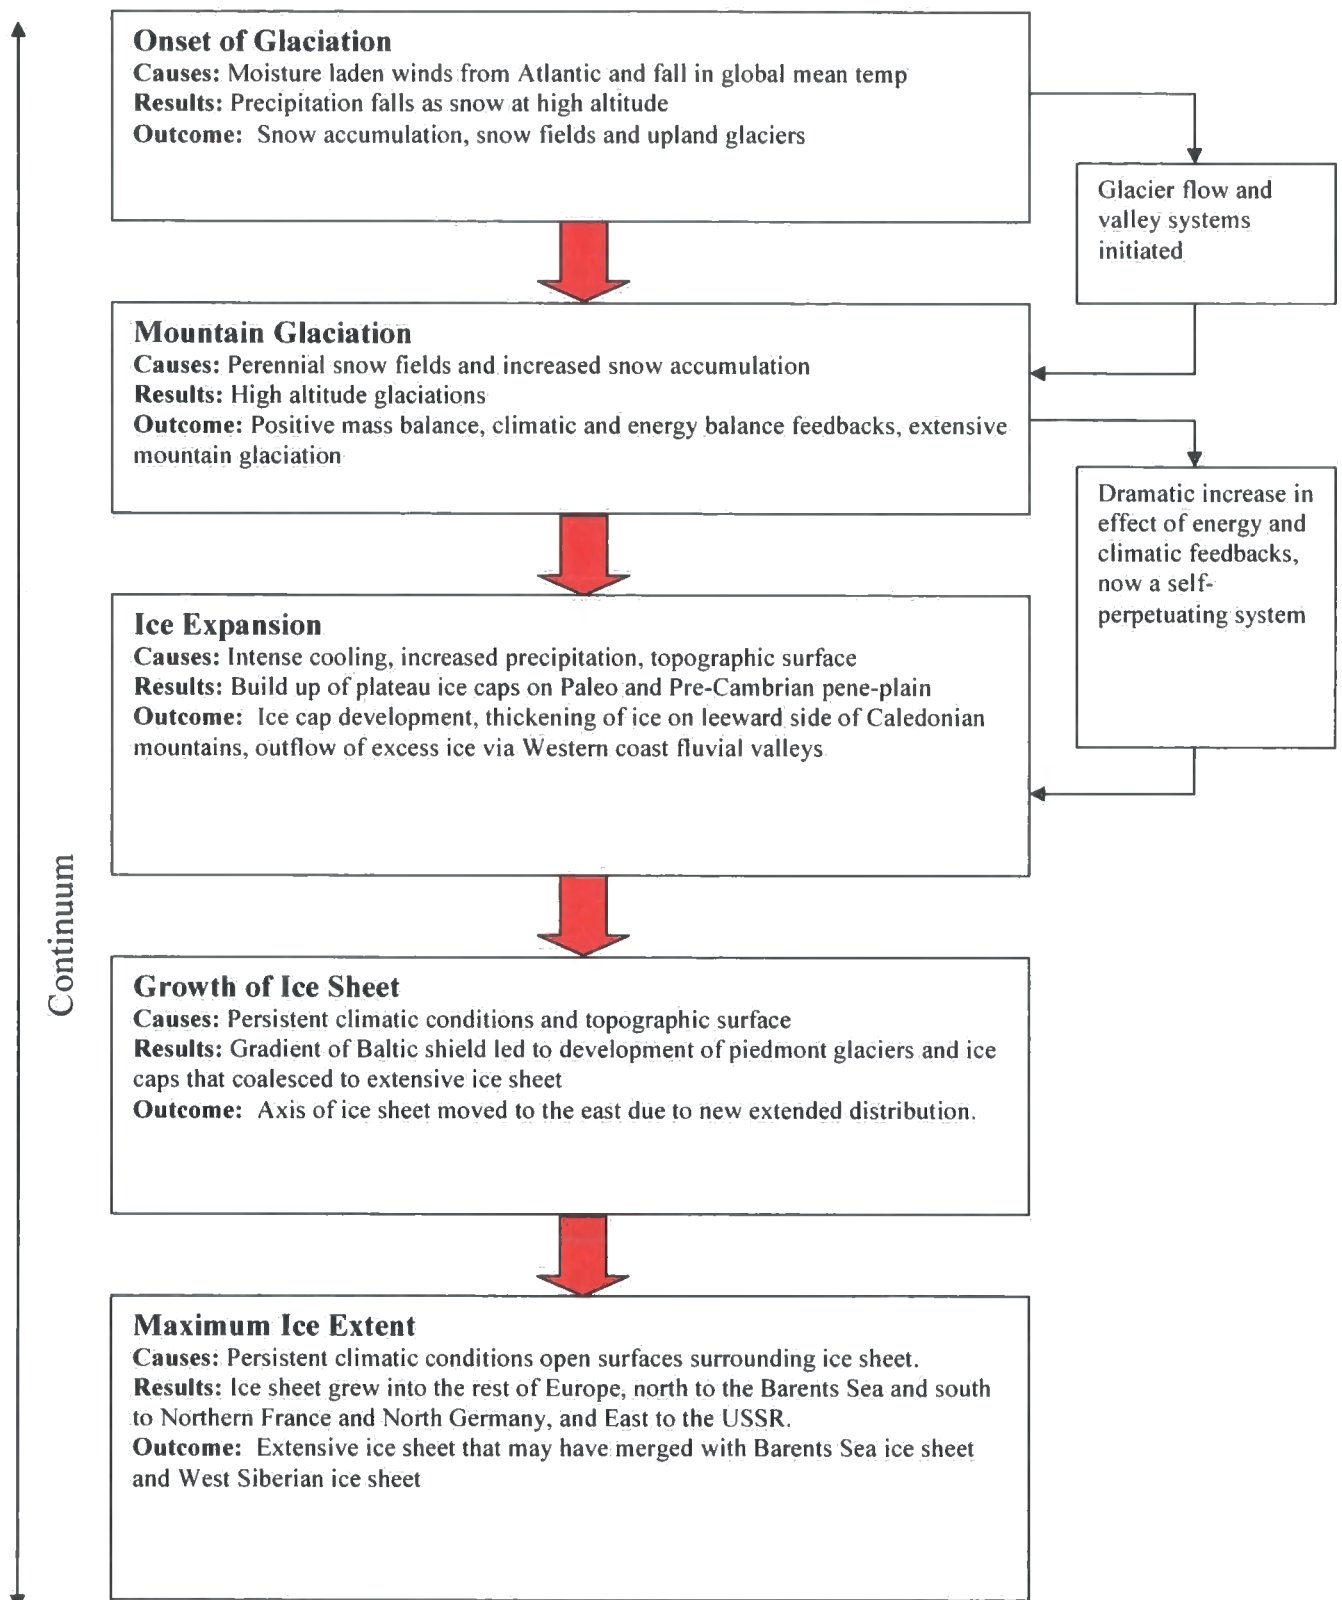 Onset of Glaciation
Causes: Moisture laden winds from Atlantic and fall in global mean temp
Results: Precipitation falls as snow at high altitude
Outcome: Snow accumulation, snow fields and upland glaciers
Glacier flow and
valley systems
initiated
Mountain Glaciation
Causes: Perennial snow fields and increased snow accumulation
Results: High altitude glaciations
Outcome: Positive mass balance, climatic and energy balance feedbacks, extensive
mountain glaciation
Dramatic increase in
effect of energy and
climatic feedbacks,
now a self-
perpetuating system
Ice Expansion
Causes: Intense cooling, increased precipitation, topographic surface
Results: Build up of plateau ice caps on Paleo and Pre-Cambrian pene-plain
Outcome: Ice cap development, thickening of ice on leeward side of Caledonian
mountains, outflow of excess ice via Western coast fluvial valleys
Continuum
Growth of Ice Sheet
Causes: Persistent climatic conditions and topographic surface
Results: Gradient of Baltic shield led to development of piedmont glaciers and ice
caps that coalesced to extensive ice sheet
Outcome: Axis of ice sheet moved to the east due to new extended distribution.
Maximum Ice Extent
Causes: Persistent climatic conditions open surfaces surrounding ice sheet.
Results: Ice sheet grew into the rest of Europe, north to the Barents Sea and south
to Northern France and North Germany, and East to the USSR.
Outcome: Extensive ice sheet that may have merged with Barents Sea ice sheet
and West Siberian ice sheet